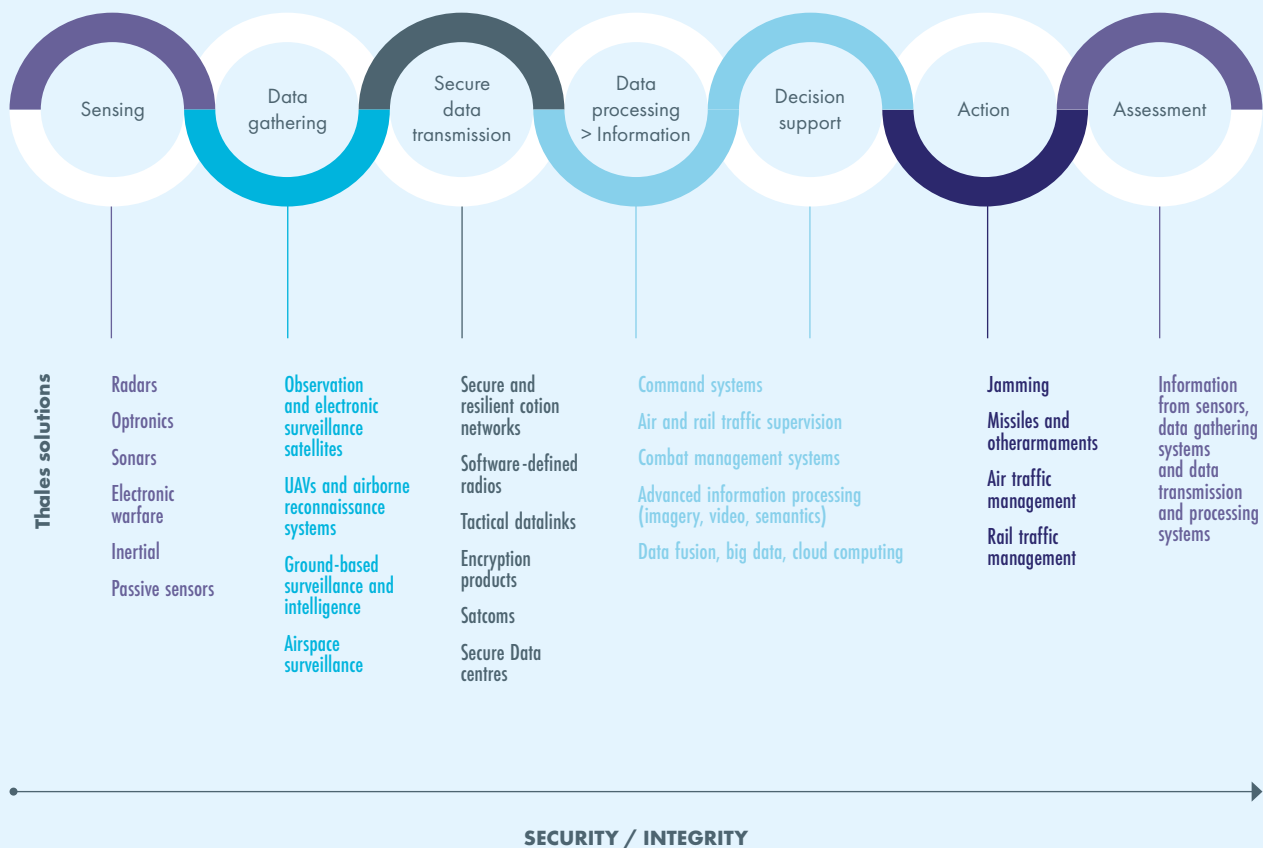 Sensing
Data
gathering
Secure
data
transmission
Data
processing
> Information
Decision
support
Action
Assessment
Thales solutions
Radars
Optronics
Sonars
Electronic
warfare
Inertial
Passive sensors
Observation
and electronic
surveillance
satellites
UAVs and airborne
reconnaissance
systems
Ground-based
surveillance and
intelligence
Airspace
surveillance
Secure and
resilient cotion
networks
Software-defined
radios
Tactical datalinks
Encryption
products
Satcoms
Secure Data
centres
Command systems
Air and rail traffic supervision
Combat management systems
Advanced information processing
(imagery, video, semantics)
Data fusion, big data, cloud computing
Jamming
Missiles and
otherarmaments
Air traffic
management
Rail traffic
management
Information
from sensors,
data gathering
systems
and data
transmission
and processing
systems
SECURITY / INTEGRITY